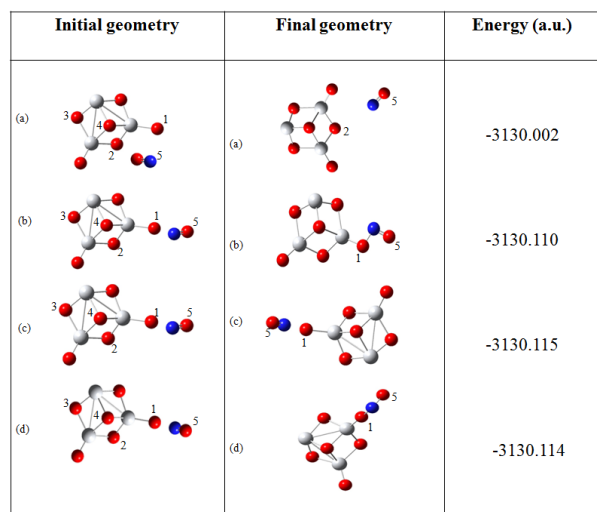 Initial geometry Final geometry Energy (a.u.)
(a) 3 4 1 2 5
(a) 5 2
-3130.002
(b) 3 4 1 2 5
(b) 1 5
-3130.110
(c) 3 4 1 2 5
(c) 5 1
-3130.115
(d) 3 4 1 2 5
(d) 5 1
-3130.114